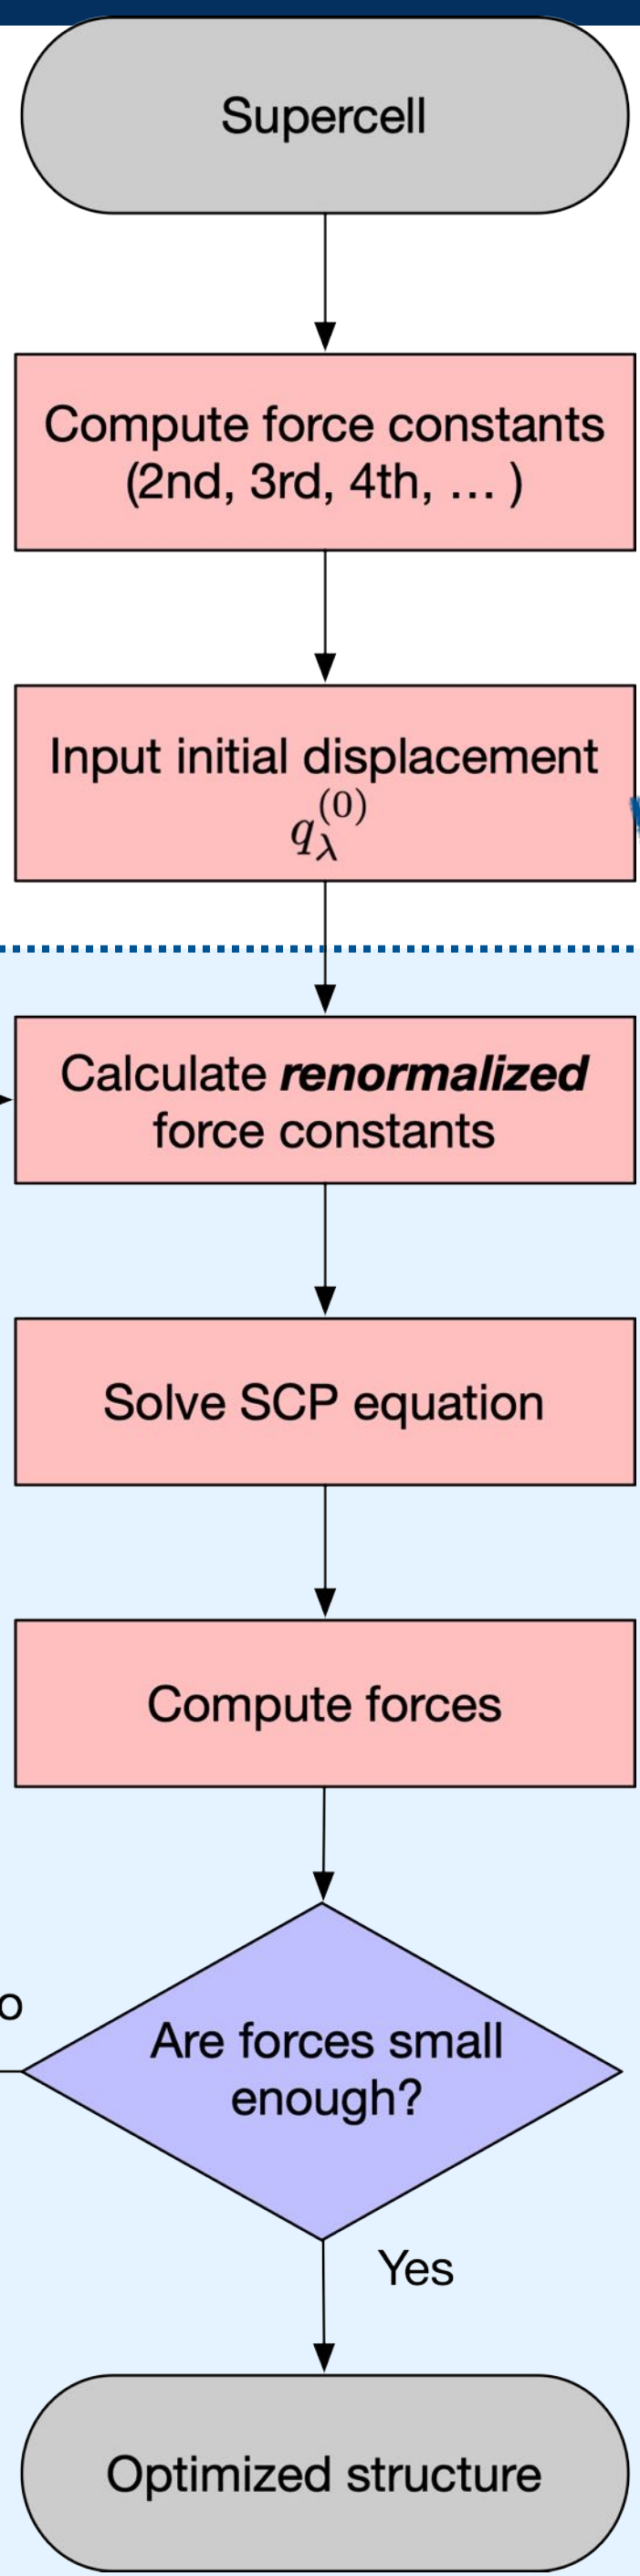 Supercell
Compute force constants
(2nd, 3rd, 4th, … )
Input initial displacement
q_λ^(0)
Calculate renormalized
force constants
Solve SCP equation
Compute forces
Are forces small
enough?
Yes
Optimized structure